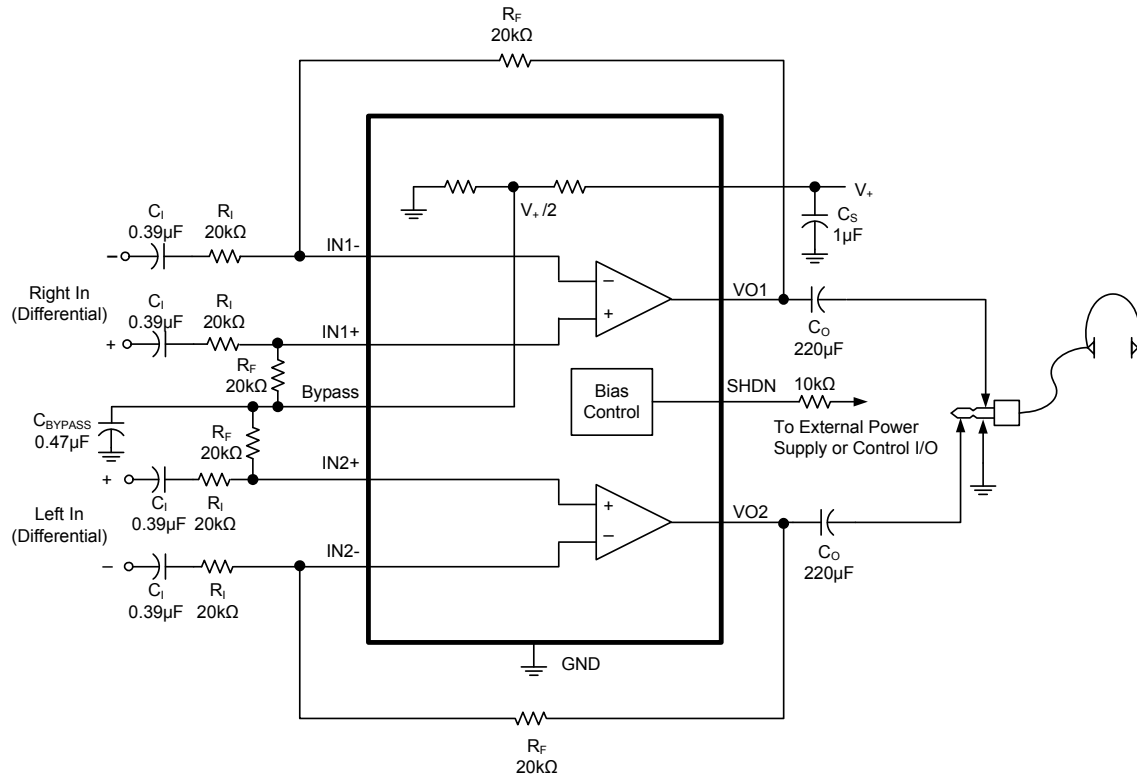 RF
20kΩ
V+
V+ /2
CS
1µF
CI
0.39µF
RI
20kΩ
IN1-
−
−
VO1
Right In
(Differential)
CI
0.39µF
RI
20kΩ
+
IN1+
+
CO
220µF
RF
20kΩ
Bypass
Bias
Control
SHDN
10kΩ
To External Power
Supply or Control I/O
CBYPASS
0.47µF
RF
20kΩ
+
IN2+
+
CI
0.39µF
RI
20kΩ
Left In
(Differential)
−
VO2
−
IN2-
CI
0.39µF
RI
20kΩ
CO
220µF
GND
RF
20kΩ